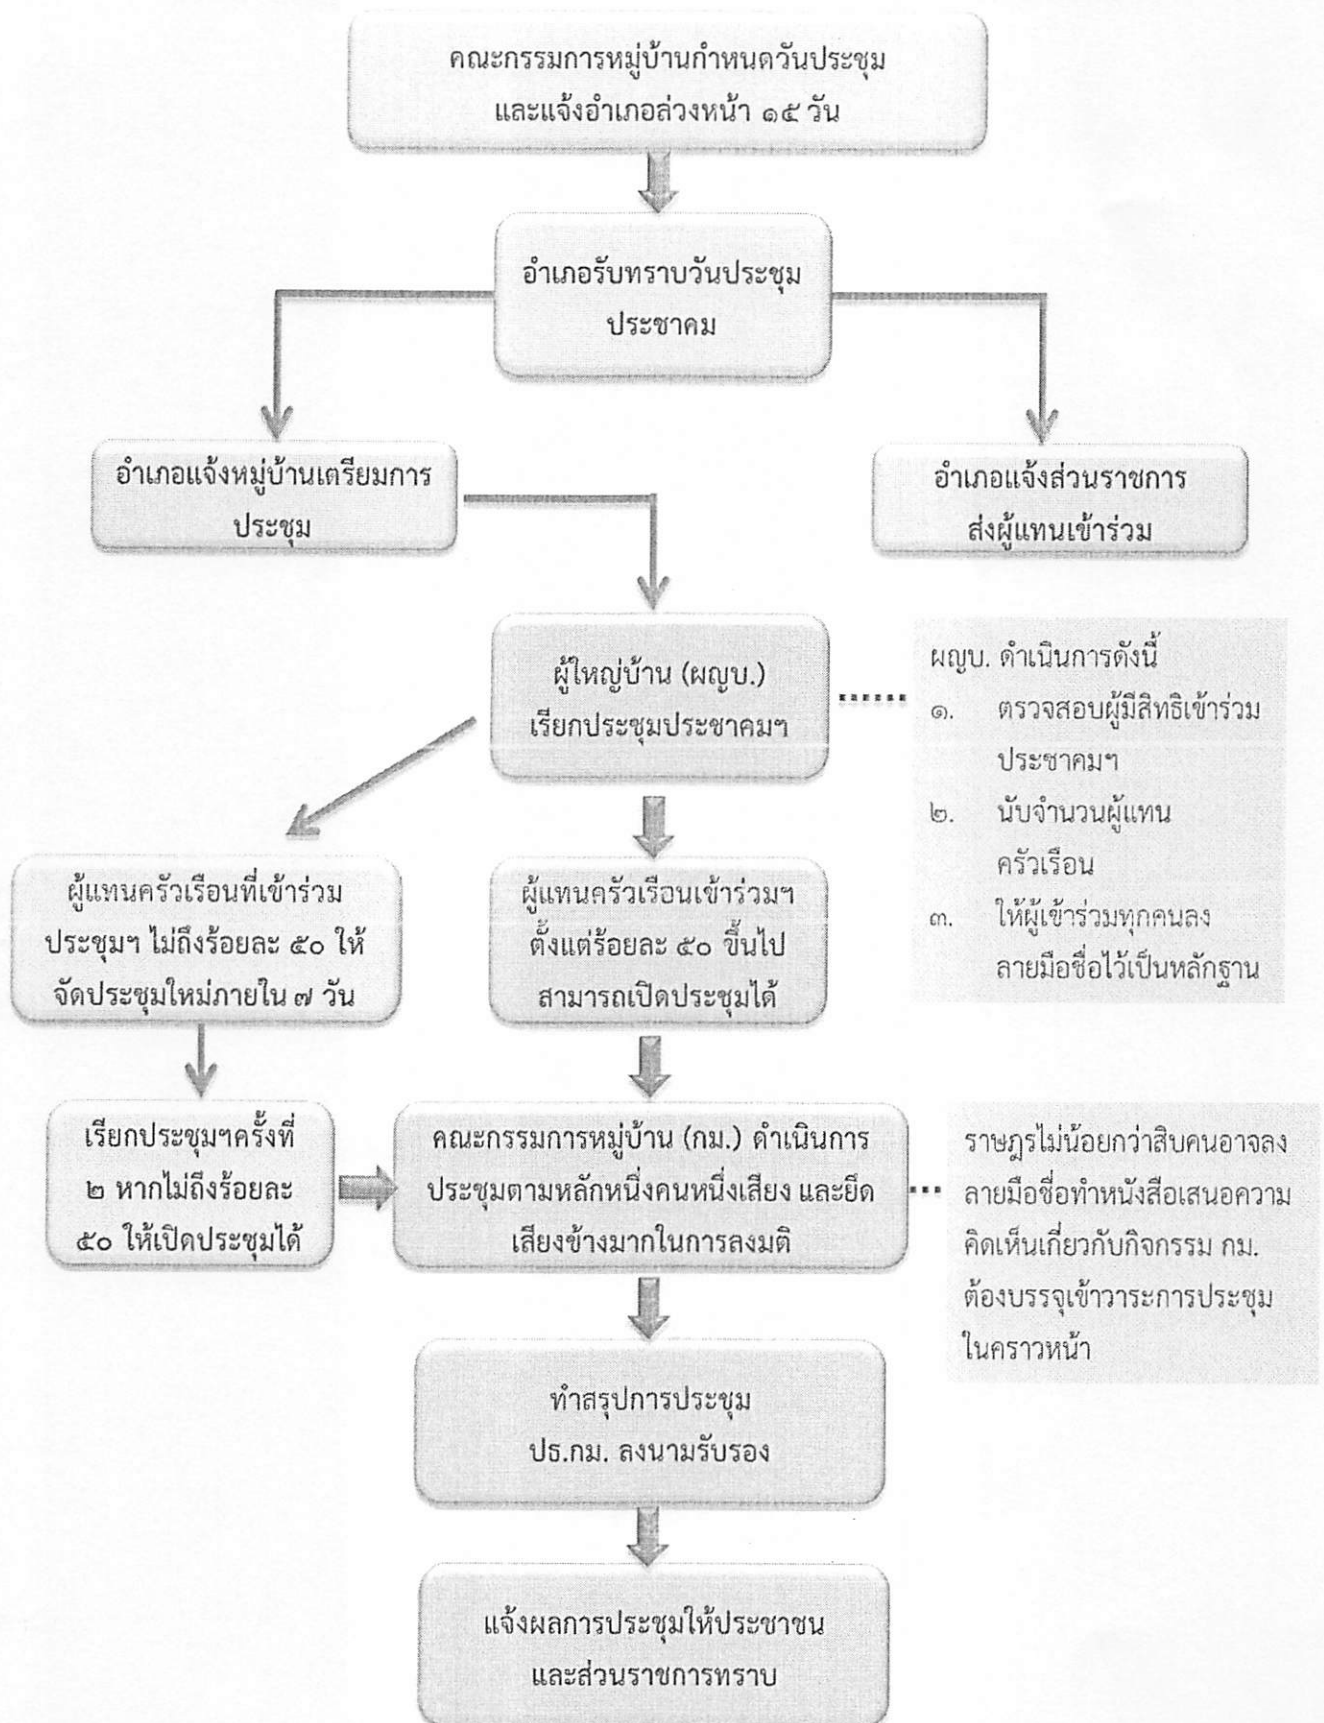 คณะกรรมการหมู่บ้านกำหนดวันประชุม
และแจ้งอำเภอล่วงหน้า ๑๕ วัน
อำเภอรับทราบวันประชุม
ประชาคม
อำเภอแจ้งหมู่บ้านเตรียมการ
ประชุม
อำเภอแจ้งส่วนราชการ
ส่งผู้แทนเข้าร่วม
ผู้ใหญ่บ้าน (ผญบ.)
เรียกประชุมประชาคมฯ
ผญบ. ดำเนินการดังนี้
๑. ตรวจสอบผู้มีสิทธิเข้าร่วม
ประชาคมฯ
๒. นับจำนวนผู้แทน
ครัวเรือน
๓. ให้ผู้เข้าร่วมทุกคนลง
ลายมือชื่อไว้เป็นหลักฐาน
ผู้แทนครัวเรือนที่เข้าร่วม
ประชุมฯ ไม่ถึงร้อยละ ๕๐ ให้
จัดประชุมใหม่ภายใน ๗ วัน
ผู้แทนครัวเรือนเข้าร่วมฯ
ตั้งแต่ร้อยละ ๕๐ ขึ้นไป
สามารถเปิดประชุมได้
เรียกประชุมฯครั้งที่
๒ หากไม่ถึงร้อยละ
๕๐ ให้เปิดประชุมได้
คณะกรรมการหมู่บ้าน (กม.) ดำเนินการ
ประชุมตามหลักหนึ่งคนหนึ่งเสียง และยึด
เสียงข้างมากในการลงมติ
ราษฎรไม่น้อยกว่าสิบคนอาจลง
ลายมือชื่อทำหนังสือเสนอความ
คิดเห็นเกี่ยวกับกิจกรรม กม.
ต้องบรรจุเข้าวาระการประชุม
ในคราวหน้า
ทำสรุปการประชุม
ปธ.กม. ลงนามรับรอง
แจ้งผลการประชุมให้ประชาชน
และส่วนราชการทราบ